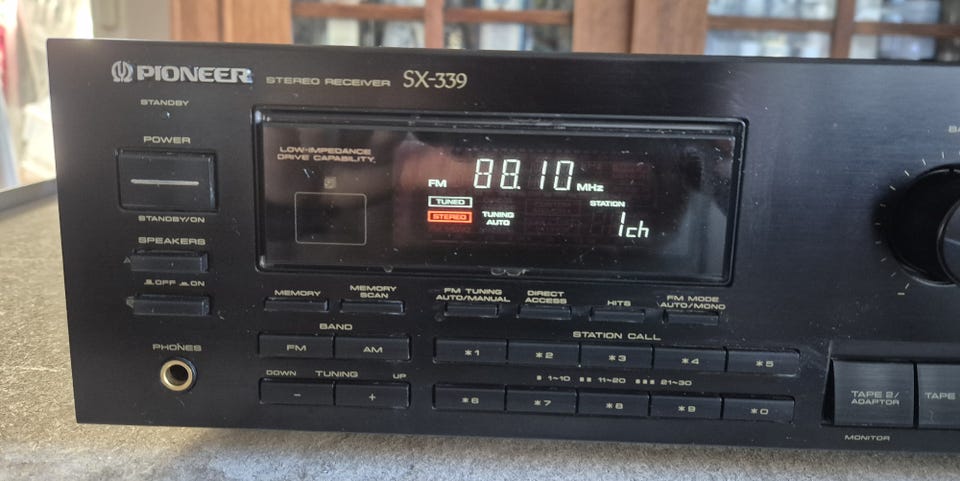 PIONEER STEREO RECEIVER SX-339
STANDBY
POWER
STANDBY/ON
SPEAKERS
A
OFF ON
PHONES
LOW-IMPEDANCE
DRIVE CAPABILITY
FM 88.10 MHz
TUNED
STEREO
TUNING
AUTO
STATION
1ch
MEMORY
MEMORY
SCAN
FM TUNING
AUTO/MANUAL
DIRECT
ACCESS
HITS
FM MODE
AUTO/MONO
BAND
FM AM
DOWN TUNING UP
- +
STATION CALL
*1 *2 *3 *4 *5
1~10 11~20 21~30
*6 *7 *8 *9 *0
BA
TAPE 2/
ADAPTOR
TAPE
MONITOR